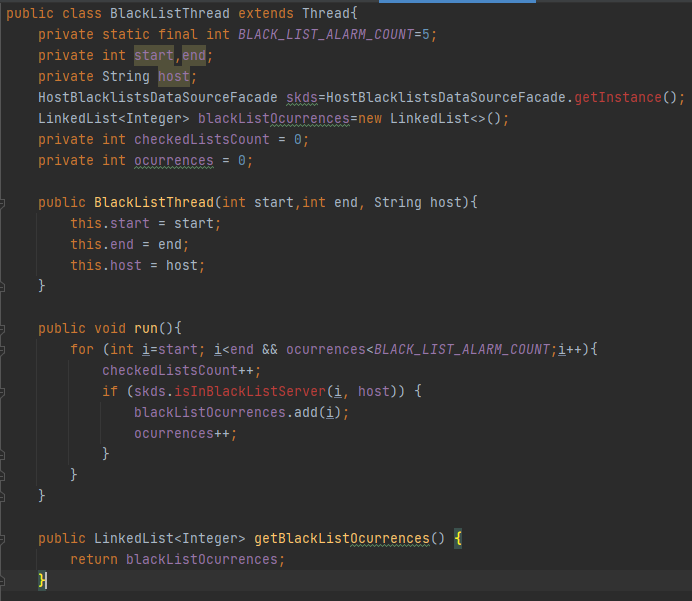 public class BlackListThread extends Thread{
    private static final int BLACK_LIST_ALARM_COUNT=5;
    private int start,end;
    private String host;
    HostBlacklistsDataSourceFacade skds=HostBlacklistsDataSourceFacade.getInstance();
    LinkedList<Integer> blackListOcurrences=new LinkedList<>();
    private int checkedListsCount = 0;
    private int ocurrences = 0;

    public BlackListThread(int start,int end, String host){
        this.start = start;
        this.end = end;
        this.host = host;
    }

    public void run(){
        for (int i=start; i<end && ocurrences<BLACK_LIST_ALARM_COUNT;i++){
            checkedListsCount++;
            if (skds.isInBlackListServer(i, host)) {
                blackListOcurrences.add(i);
                ocurrences++;
            }
        }
    }

    public LinkedList<Integer> getBlackListOcurrences() {
        return blackListOcurrences;
    }